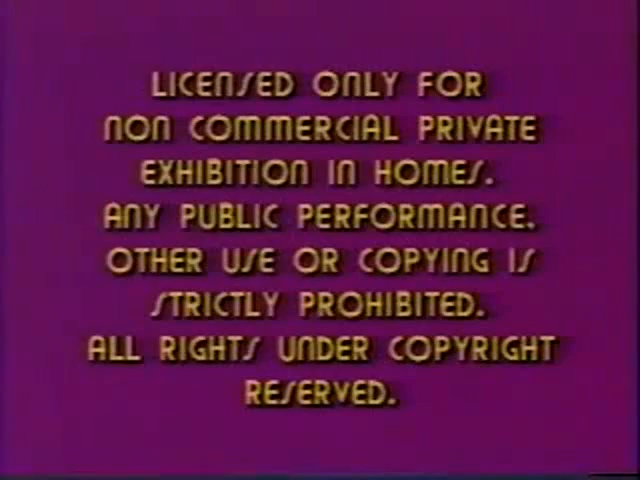 LICENSED ONLY FOR
NON COMMERCIAL PRIVATE
EXHIBITION IN HOMES.
ANY PUBLIC PERFORMANCE,
OTHER USE OR COPYING IS
STRICTLY PROHIBITED.
ALL RIGHTS UNDER COPYRIGHT
RESERVED.